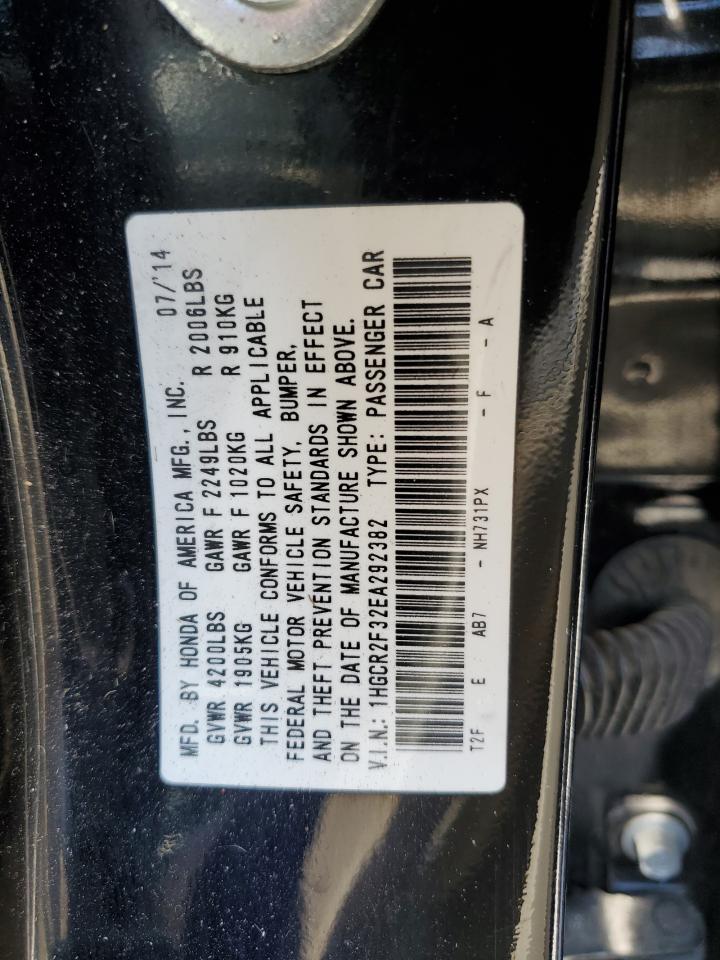 MFD. BY HONDA OF AMERICA MFG., INC. 07/'14
GVWR 4200LBS GAWR F 2249LBS R 2006LBS
GVWR 1905KG GAWR F 1020KG R 910KG
THIS VEHICLE CONFORMS TO ALL APPLICABLE
FEDERAL MOTOR VEHICLE SAFETY, BUMPER,
AND THEFT PREVENTION STANDARDS IN EFFECT
ON THE DATE OF MANUFACTURE SHOWN ABOVE.
V.I.N.: 1HGCR2F32EA292382 TYPE: PASSENGER CAR
T2F E AB7 - NH731PX - F - A